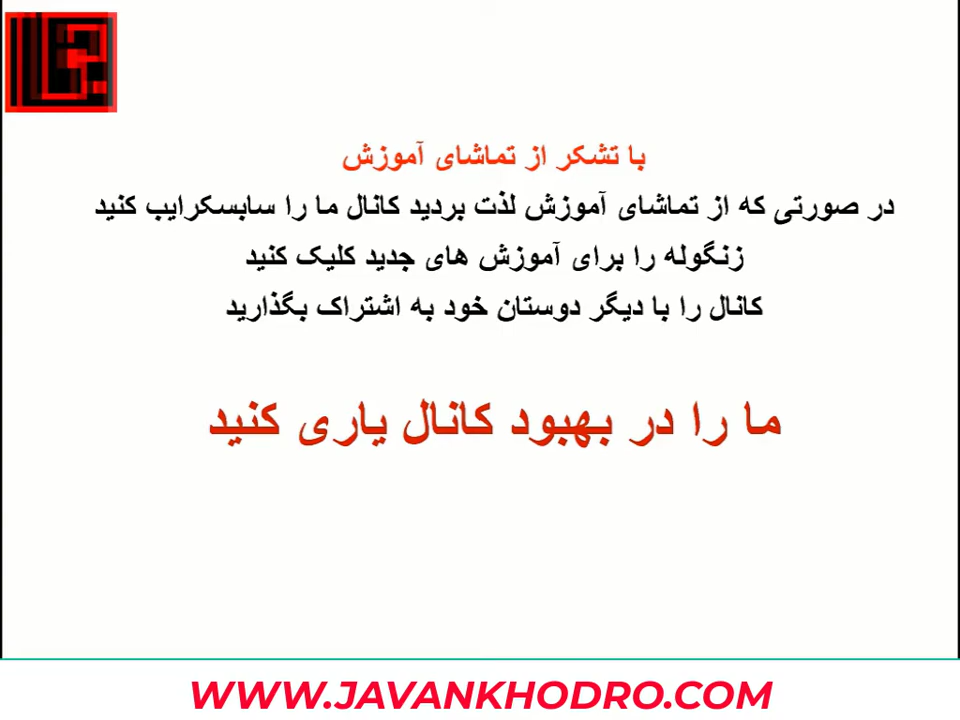 با تشکر از تماشای آموزش
در صورتی که از تماشای آموزش لذت بردید کانال ما را سابسکرایب کنید
زنگوله را برای آموزش های جدید کلیک کنید
کانال را با دیگر دوستان خود به اشتراک بگذارید
ما را در بهبود کانال یاری کنید
WWW.JAVANKHODRO.COM